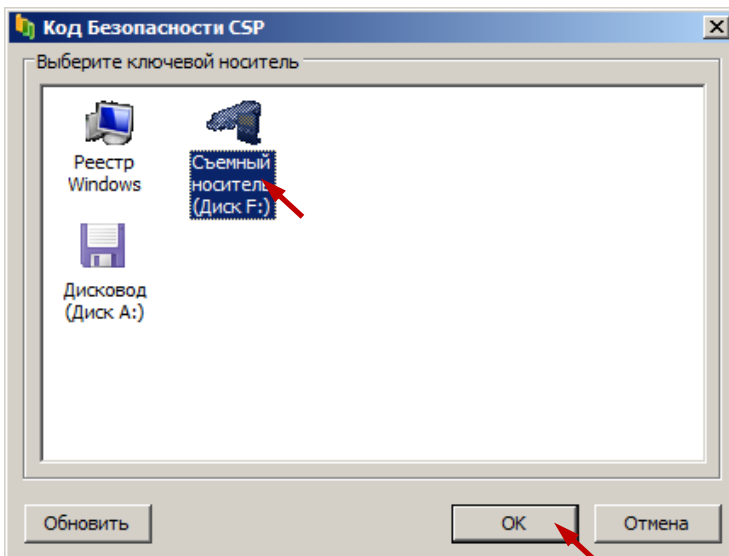 Код Безопасности CSP
Выберите ключевой носитель
Реестр
Windows
Съемный
носитель
(Диск F:)
Дисковод
(Диск A:)
Обновить
OK
Отмена